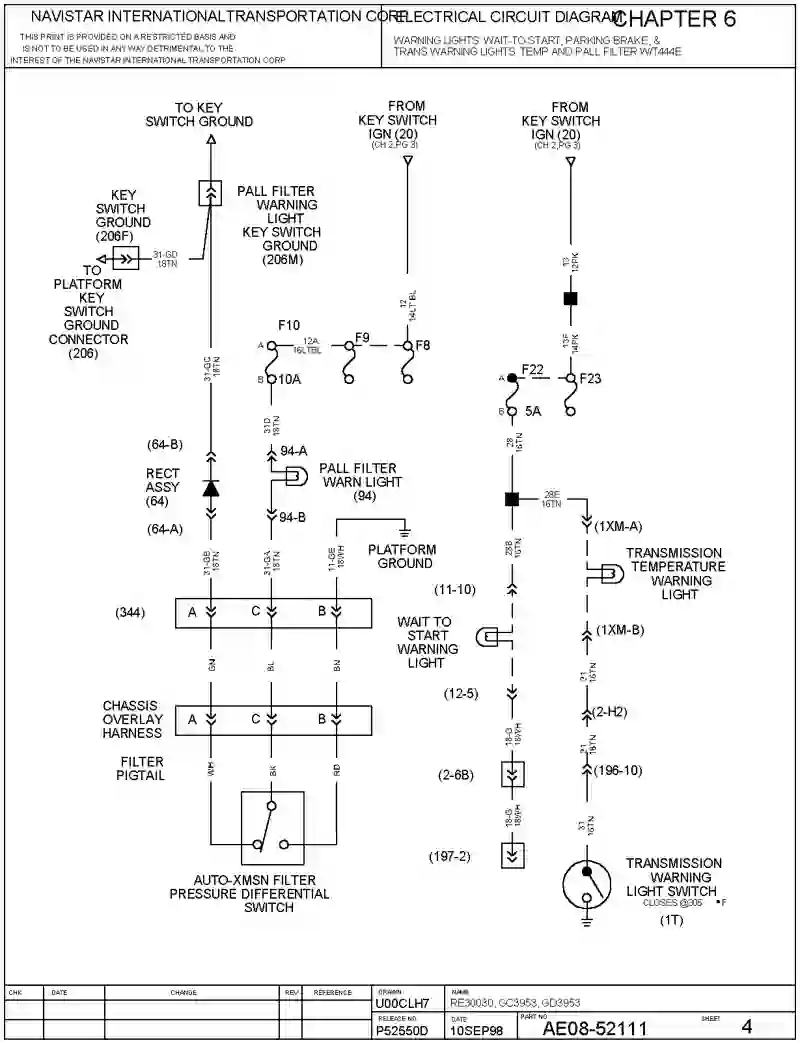 NAVISTAR INTERNATIONALTRANSPORTATION CORP
ELECTRICAL CIRCUIT DIAGRAM
CHAPTER 6
THIS PRINT IS PROVIDED ON A RESTRICTED BASIS AND
IS NOT TO BE USED IN ANY WAY DETRIMENTAL TO THE
INTEREST OF THE NAVISTAR INTERNATIONAL TRANSPORTATION CORP
WARNING LIGHTS: WAIT-TO-START, PARKING BRAKE, &
TRANS WARNING LIGHTS: TEMP AND PALL FILTER W/T444E
TO KEY
SWITCH GROUND
FROM
KEY SWITCH
IGN (20)
(CH 2,PG 3)
FROM
KEY SWITCH
IGN (20)
(CH 2,PG 3)
KEY
SWITCH
GROUND
(206F)
PALL FILTER
WARNING
LIGHT
KEY SWITCH
GROUND
(206M)
31-GD
18TN
TO
PLATFORM
KEY
SWITCH
GROUND
CONNECTOR
(206)
13
12PK
12
14LT BL
F10
A
12A
16LTBL
F9
F8
B
10A
13F
14PK
31-GC
18TN
A
F22
F23
B
5A
31D
18TN
28
16TN
(64-B)
94-A
RECT
ASSY
(64)
PALL FILTER
WARN LIGHT
(94)
28E
16TN
(64-A)
94-B
(1XM-A)
PLATFORM
GROUND
31-GB
18TN
31-GA
18TN
11-GE
18WH
28B
16TN
TRANSMISSION
TEMPERATURE
WARNING
LIGHT
(11-10)
(344)
A
C
B
WAIT TO
START
WARNING
LIGHT
(1XM-B)
GN
BL
BN
31
16TN
(12-5)
CHASSIS
OVERLAY
HARNESS
A
C
B
(2-H2)
18-G
18WH
31
16TN
FILTER
PIGTAIL
WH
BK
RD
(2-6B)
(196-10)
18-G
18WH
31
16TN
(197-2)
AUTO-XMSN FILTER
PRESSURE DIFFERENTIAL
SWITCH
TRANSMISSION
WARNING
LIGHT SWITCH
CLOSES @305 °F
(1T)
CHK
DATE
CHANGE
REV
REFERENCE
DRAWN
U00CLH7
NAME
RE30030, GC3953, GD3953
RELEASE NO.
P52550D
DATE
10SEP98
PART NO
AE08-52111
SHEET
4